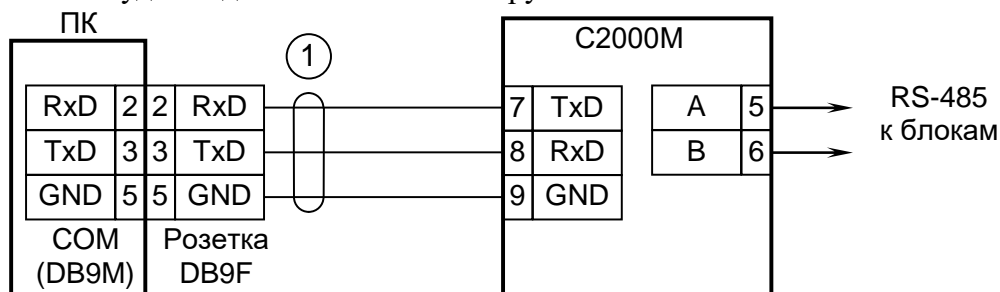 ПК
1
С2000М
RxD 2 2 RxD 7 TxD A 5
TxD 3 3 TxD 8 RxD B 6
GND 5 5 GND 9 GND
RS-485
к блокам
COM
(DB9M)
Розетка
DB9F